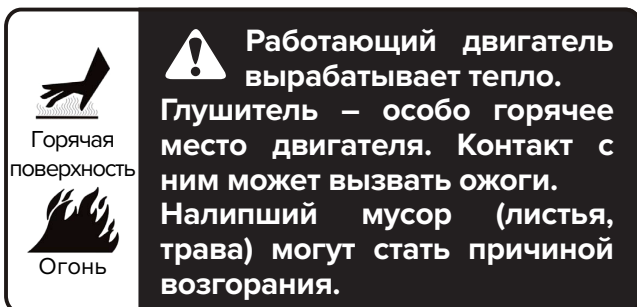 Горячая
поверхность
Огонь
Работающий двигатель
вырабатывает тепло.
Глушитель – особо горячее
место двигателя. Контакт с
ним может вызвать ожоги.
Налипший мусор (листья,
трава) могут стать причиной
возгорания.